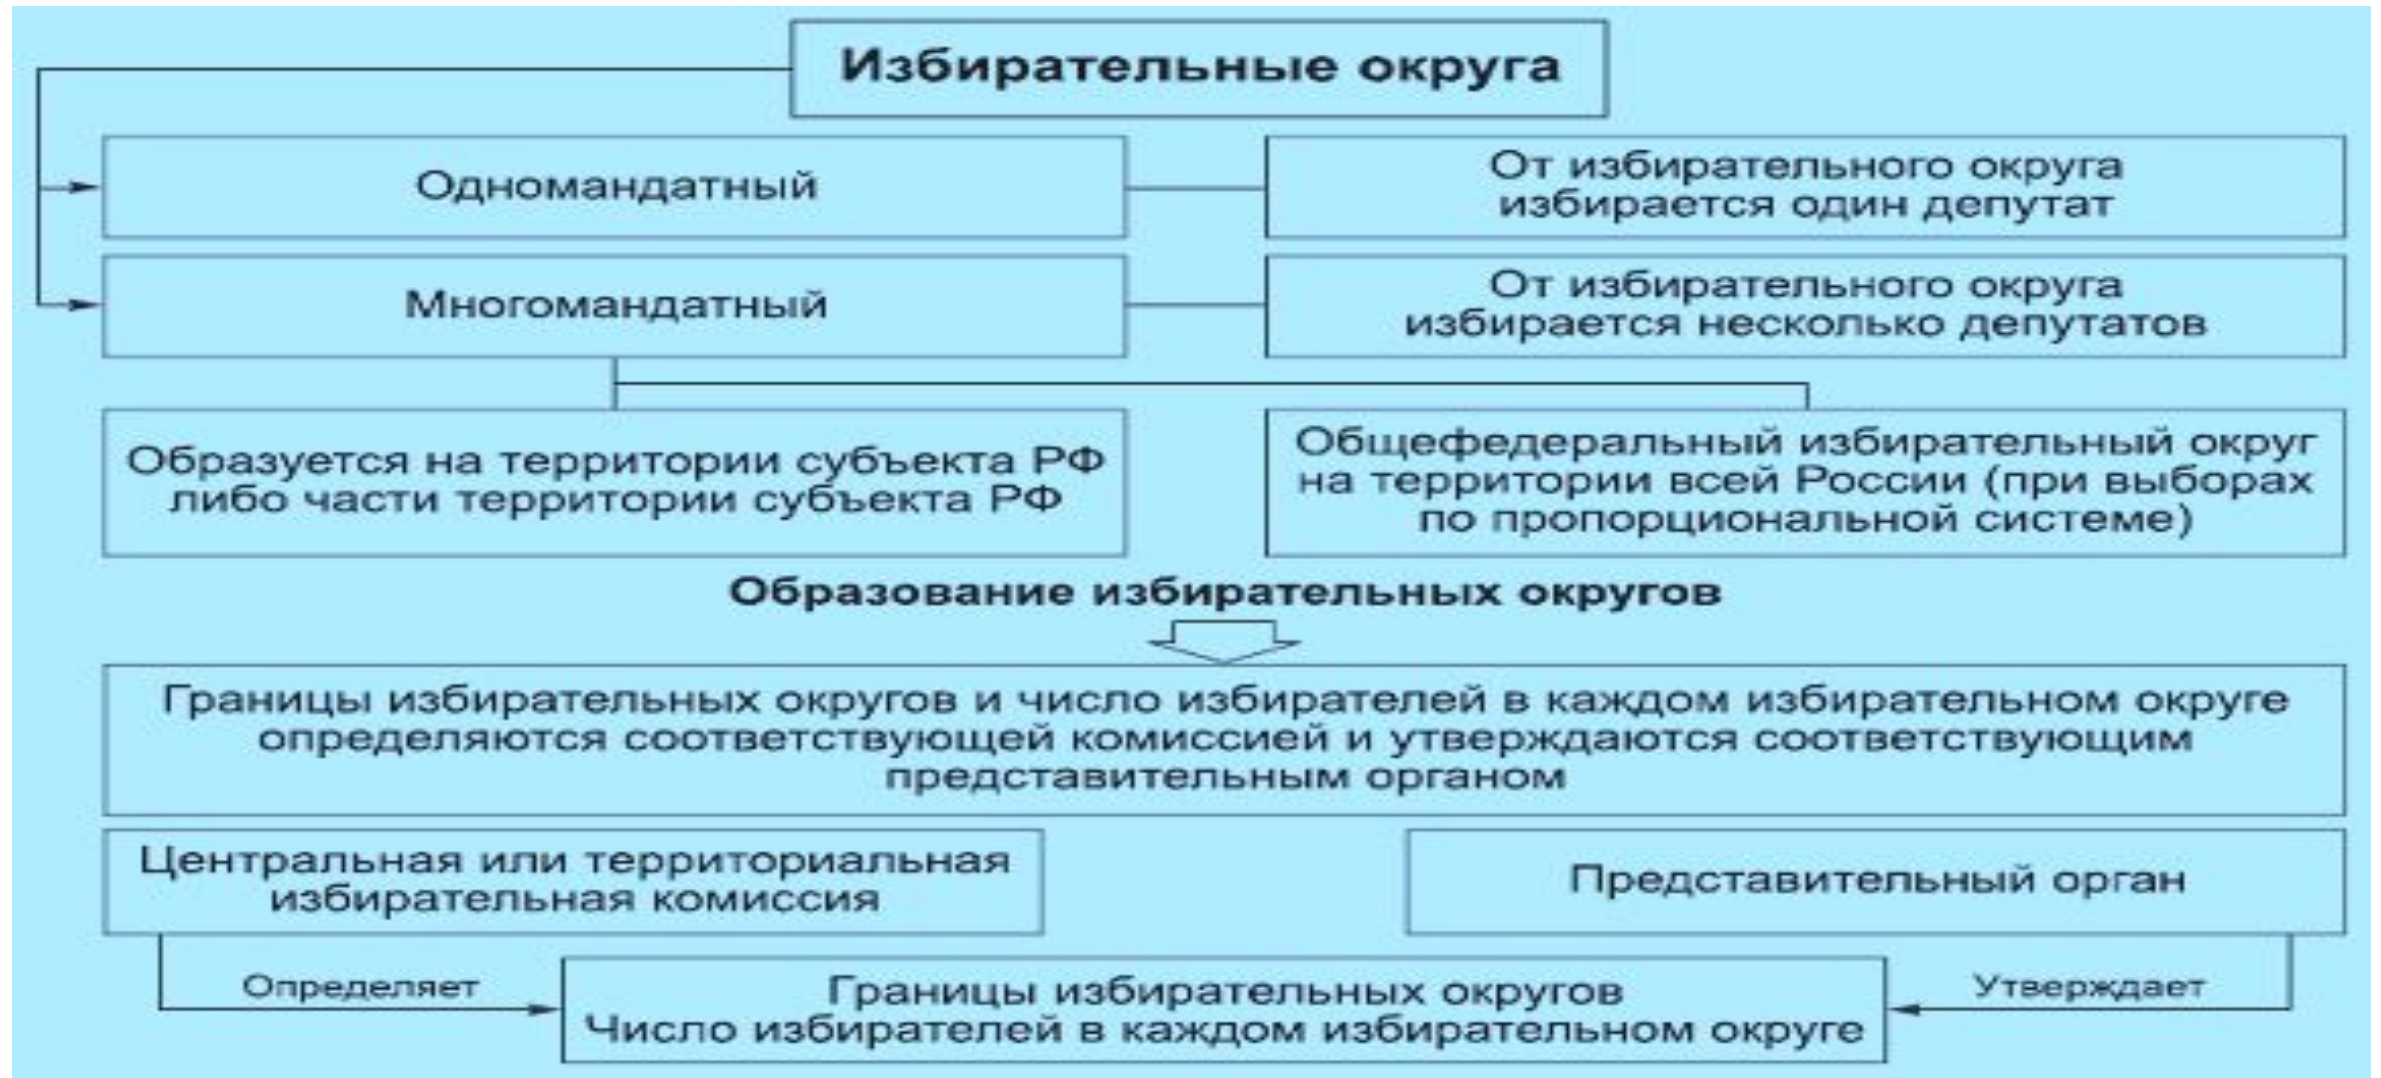 Избирательные округа
Одномандатный
От избирательного округа
избирается один депутат
Многомандатный
От избирательного округа
избирается несколько депутатов
Образуется на территории субъекта РФ
либо части территории субъекта РФ
Общефедеральный избирательный округ
на территории всей России (при выборах
по пропорциональной системе)
Образование избирательных округов
Границы избирательных округов и число избирателей в каждом избирательном округе
определяются соответствующей комиссией и утверждаются соответствующим
представительным органом
Центральная или территориальная
избирательная комиссия
Представительный орган
Определяет
Границы избирательных округов
Число избирателей в каждом избирательном округе
Утверждает